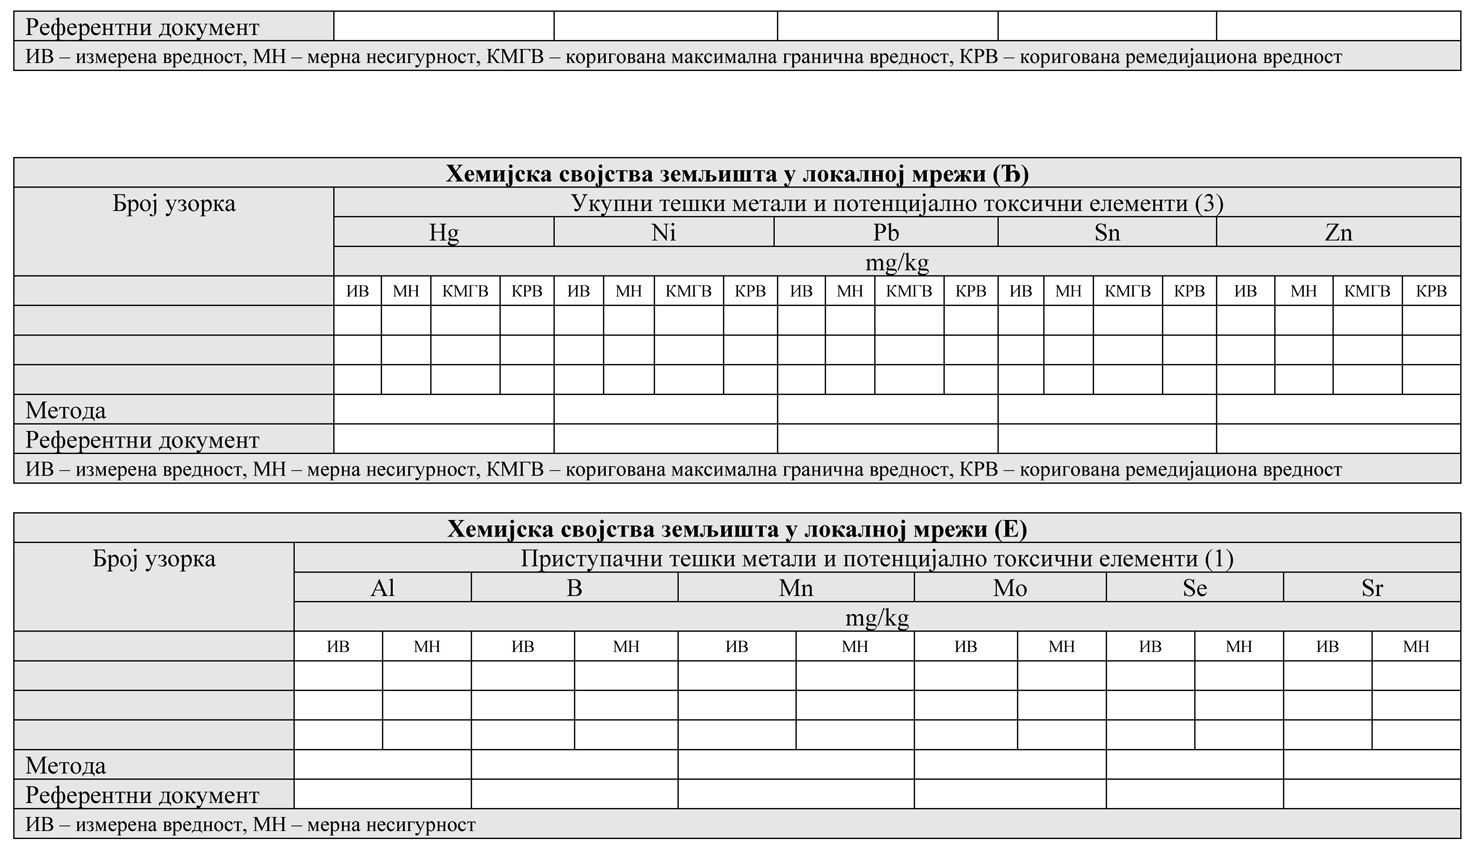 Референтни документ
ИВ – измерена вредност, МН – мерна несигурност, КМГВ – коригована максимална гранична вредност, КРВ – коригована ремедијациона вредност
Хемијска својства земљишта у локалној мрежи (Ђ)
Број узорка Укупни тешки метали и потенцијално токсични елементи (3)
Hg Ni Pb Sn Zn
mg/kg
ИВ МН КМГВ КРВ ИВ МН КМГВ КРВ ИВ МН КМГВ КРВ ИВ МН КМГВ КРВ ИВ МН КМГВ КРВ
Метода
Референтни документ
ИВ – измерена вредност, МН – мерна несигурност, КМГВ – коригована максимална гранична вредност, КРВ – коригована ремедијациона вредност
Хемијска својства земљишта у локалној мрежи (Е)
Број узорка Приступачни тешки метали и потенцијално токсични елементи (1)
Al B Mn Mo Se Sr
mg/kg
ИВ МН ИВ МН ИВ МН ИВ МН ИВ МН ИВ МН
Метода
Референтни документ
ИВ – измерена вредност, МН – мерна несигурност